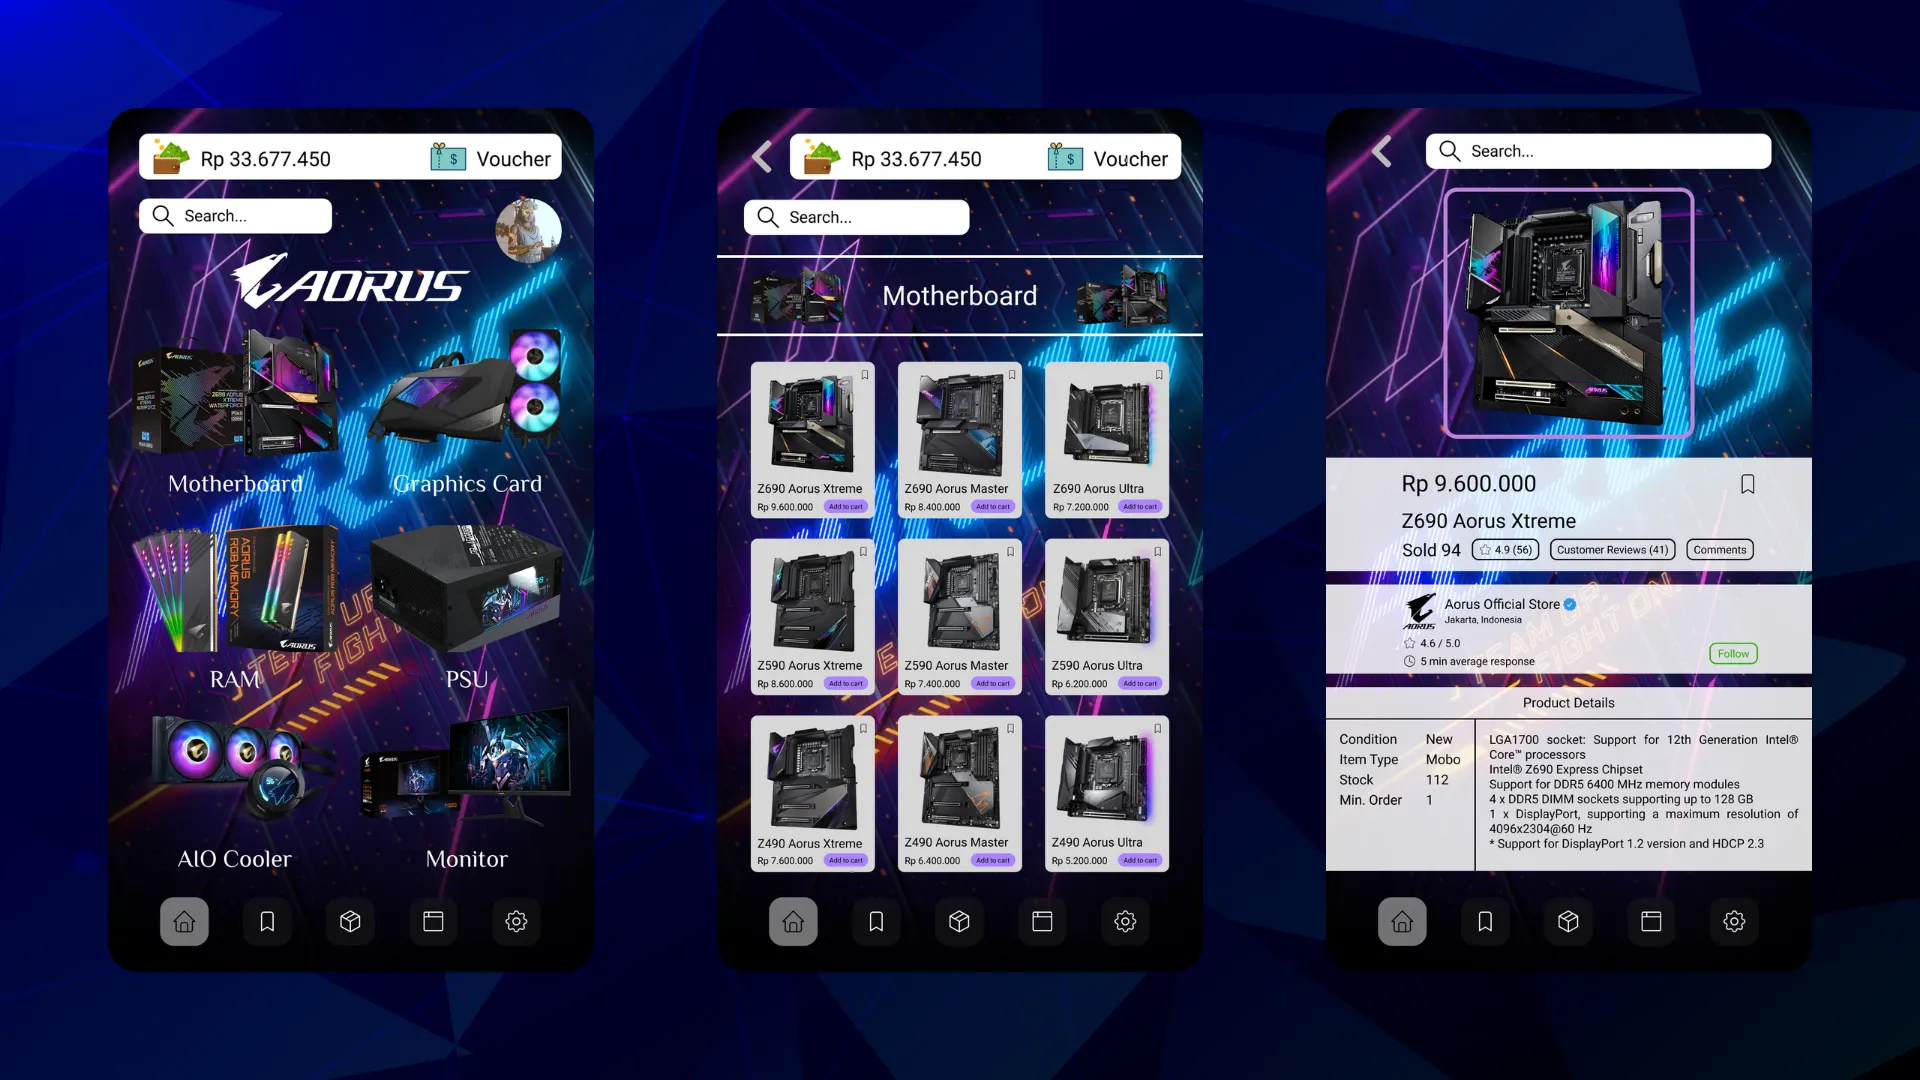 Rp 33.677.450
Voucher
Search...
AORUS
Motherboard
Graphics Card
RAM
PSU
AIO Cooler
Monitor
Rp 33.677.450
Voucher
Search...
Motherboard
Z690 Aorus Xtreme
Rp 9.600.000
Add to cart
Z690 Aorus Master
Rp 8.400.000
Add to cart
Z690 Aorus Ultra
Rp 7.200.000
Add to cart
Z590 Aorus Xtreme
Rp 8.600.000
Add to cart
Z590 Aorus Master
Rp 7.400.000
Add to cart
Z590 Aorus Ultra
Rp 6.200.000
Add to cart
Z490 Aorus Xtreme
Rp 7.600.000
Add to cart
Z490 Aorus Master
Rp 6.400.000
Add to cart
Z490 Aorus Ultra
Rp 5.200.000
Add to cart
Search...
Rp 9.600.000
Z690 Aorus Xtreme
Sold 94
4.9 (56)
Customer Reviews (41)
Comments
AORUS
Aorus Official Store
Jakarta, Indonesia
4.6 / 5.0
5 min average response
Follow
TEAM UP.
FIGHT ON.
Product Details
Condition New
Item Type Mobo
Stock 112
Min. Order 1
LGA1700 socket: Support for 12th Generation Intel®
Core™ processors
Intel® Z690 Express Chipset
Support for DDR5 6400 MHz memory modules
4 x DDR5 DIMM sockets supporting up to 128 GB
1 x DisplayPort, supporting a maximum resolution of
4096x2304@60 Hz
* Support for DisplayPort 1.2 version and HDCP 2.3